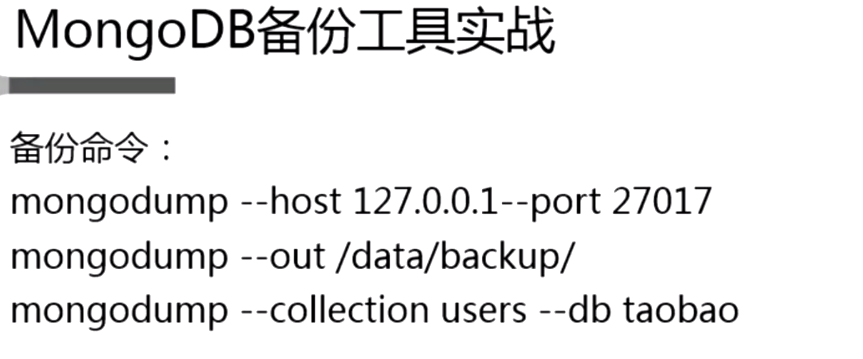 MongoDB备份工具实战
备份命令：
mongodump --host 127.0.0.1--port 27017
mongodump --out /data/backup/
mongodump --collection users --db taobao